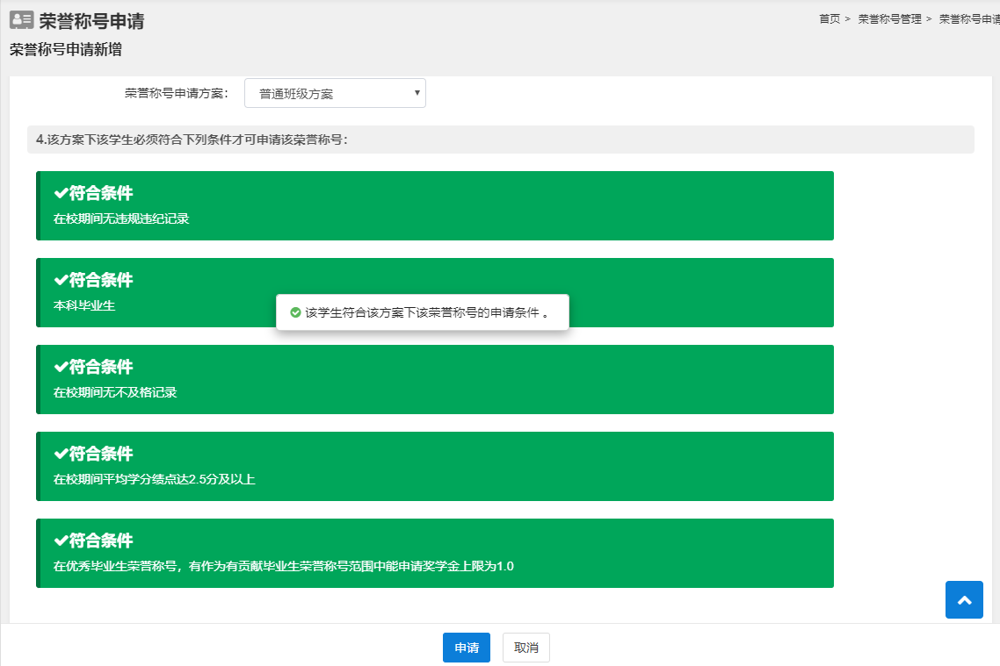 荣誉称号申请
首页 > 荣誉称号管理 > 荣誉称号申请
荣誉称号申请新增
荣誉称号申请方案： 普通班级方案
4.该方案下该学生必须符合下列条件才可申请该荣誉称号：
符合条件
在校期间无违规违纪记录
符合条件
本科毕业生
该学生符合该方案下该荣誉称号的申请条件 。
符合条件
在校期间无不及格记录
符合条件
在校期间平均学分绩点达2.5分及以上
符合条件
在优秀毕业生荣誉称号，有作为有贡献毕业生荣誉称号范围中能申请奖学金上限为1.0
申请 取消